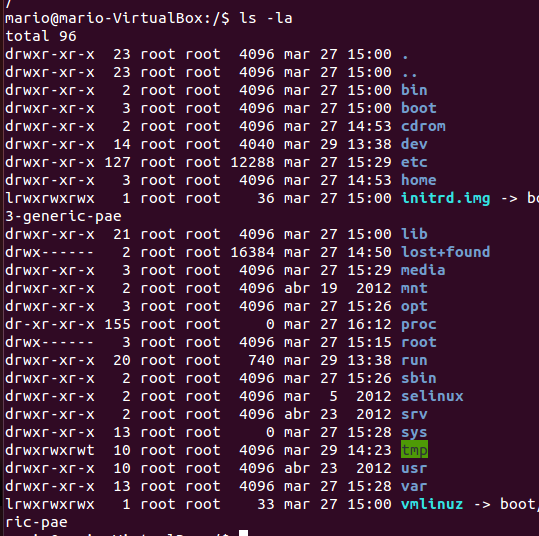 /
mario@mario-VirtualBox:/$ ls -la
total 96
drwxr-xr-x  23 root root  4096 mar 27 15:00 .
drwxr-xr-x  23 root root  4096 mar 27 15:00 ..
drwxr-xr-x   2 root root  4096 mar 27 15:00 bin
drwxr-xr-x   3 root root  4096 mar 27 15:00 boot
drwxr-xr-x   2 root root  4096 mar 27 14:53 cdrom
drwxr-xr-x  14 root root  4040 mar 29 13:38 dev
drwxr-xr-x 127 root root 12288 mar 27 15:29 etc
drwxr-xr-x   3 root root  4096 mar 27 14:53 home
lrwxrwxrwx   1 root root    36 mar 27 15:00 initrd.img -> bo
3-generic-pae
drwxr-xr-x  21 root root  4096 mar 27 15:00 lib
drwx------   2 root root 16384 mar 27 14:50 lost+found
drwxr-xr-x   3 root root  4096 mar 27 15:29 media
drwxr-xr-x   2 root root  4096 abr 19  2012 mnt
drwxr-xr-x   3 root root  4096 mar 27 15:26 opt
dr-xr-xr-x 155 root root     0 mar 27 16:12 proc
drwx------   3 root root  4096 mar 27 15:15 root
drwxr-xr-x  20 root root   740 mar 29 13:38 run
drwxr-xr-x   2 root root  4096 mar 27 15:26 sbin
drwxr-xr-x   2 root root  4096 mar  5  2012 selinux
drwxr-xr-x   2 root root  4096 abr 23  2012 srv
drwxr-xr-x  13 root root     0 mar 27 15:28 sys
drwxrwxrwt  10 root root  4096 mar 29 14:23 tmp
drwxr-xr-x  10 root root  4096 abr 23  2012 usr
drwxr-xr-x  13 root root  4096 mar 27 15:28 var
lrwxrwxrwx   1 root root    33 mar 27 15:00 vmlinuz -> boot/
ric-pae
mario@mario-VirtualBox:/$